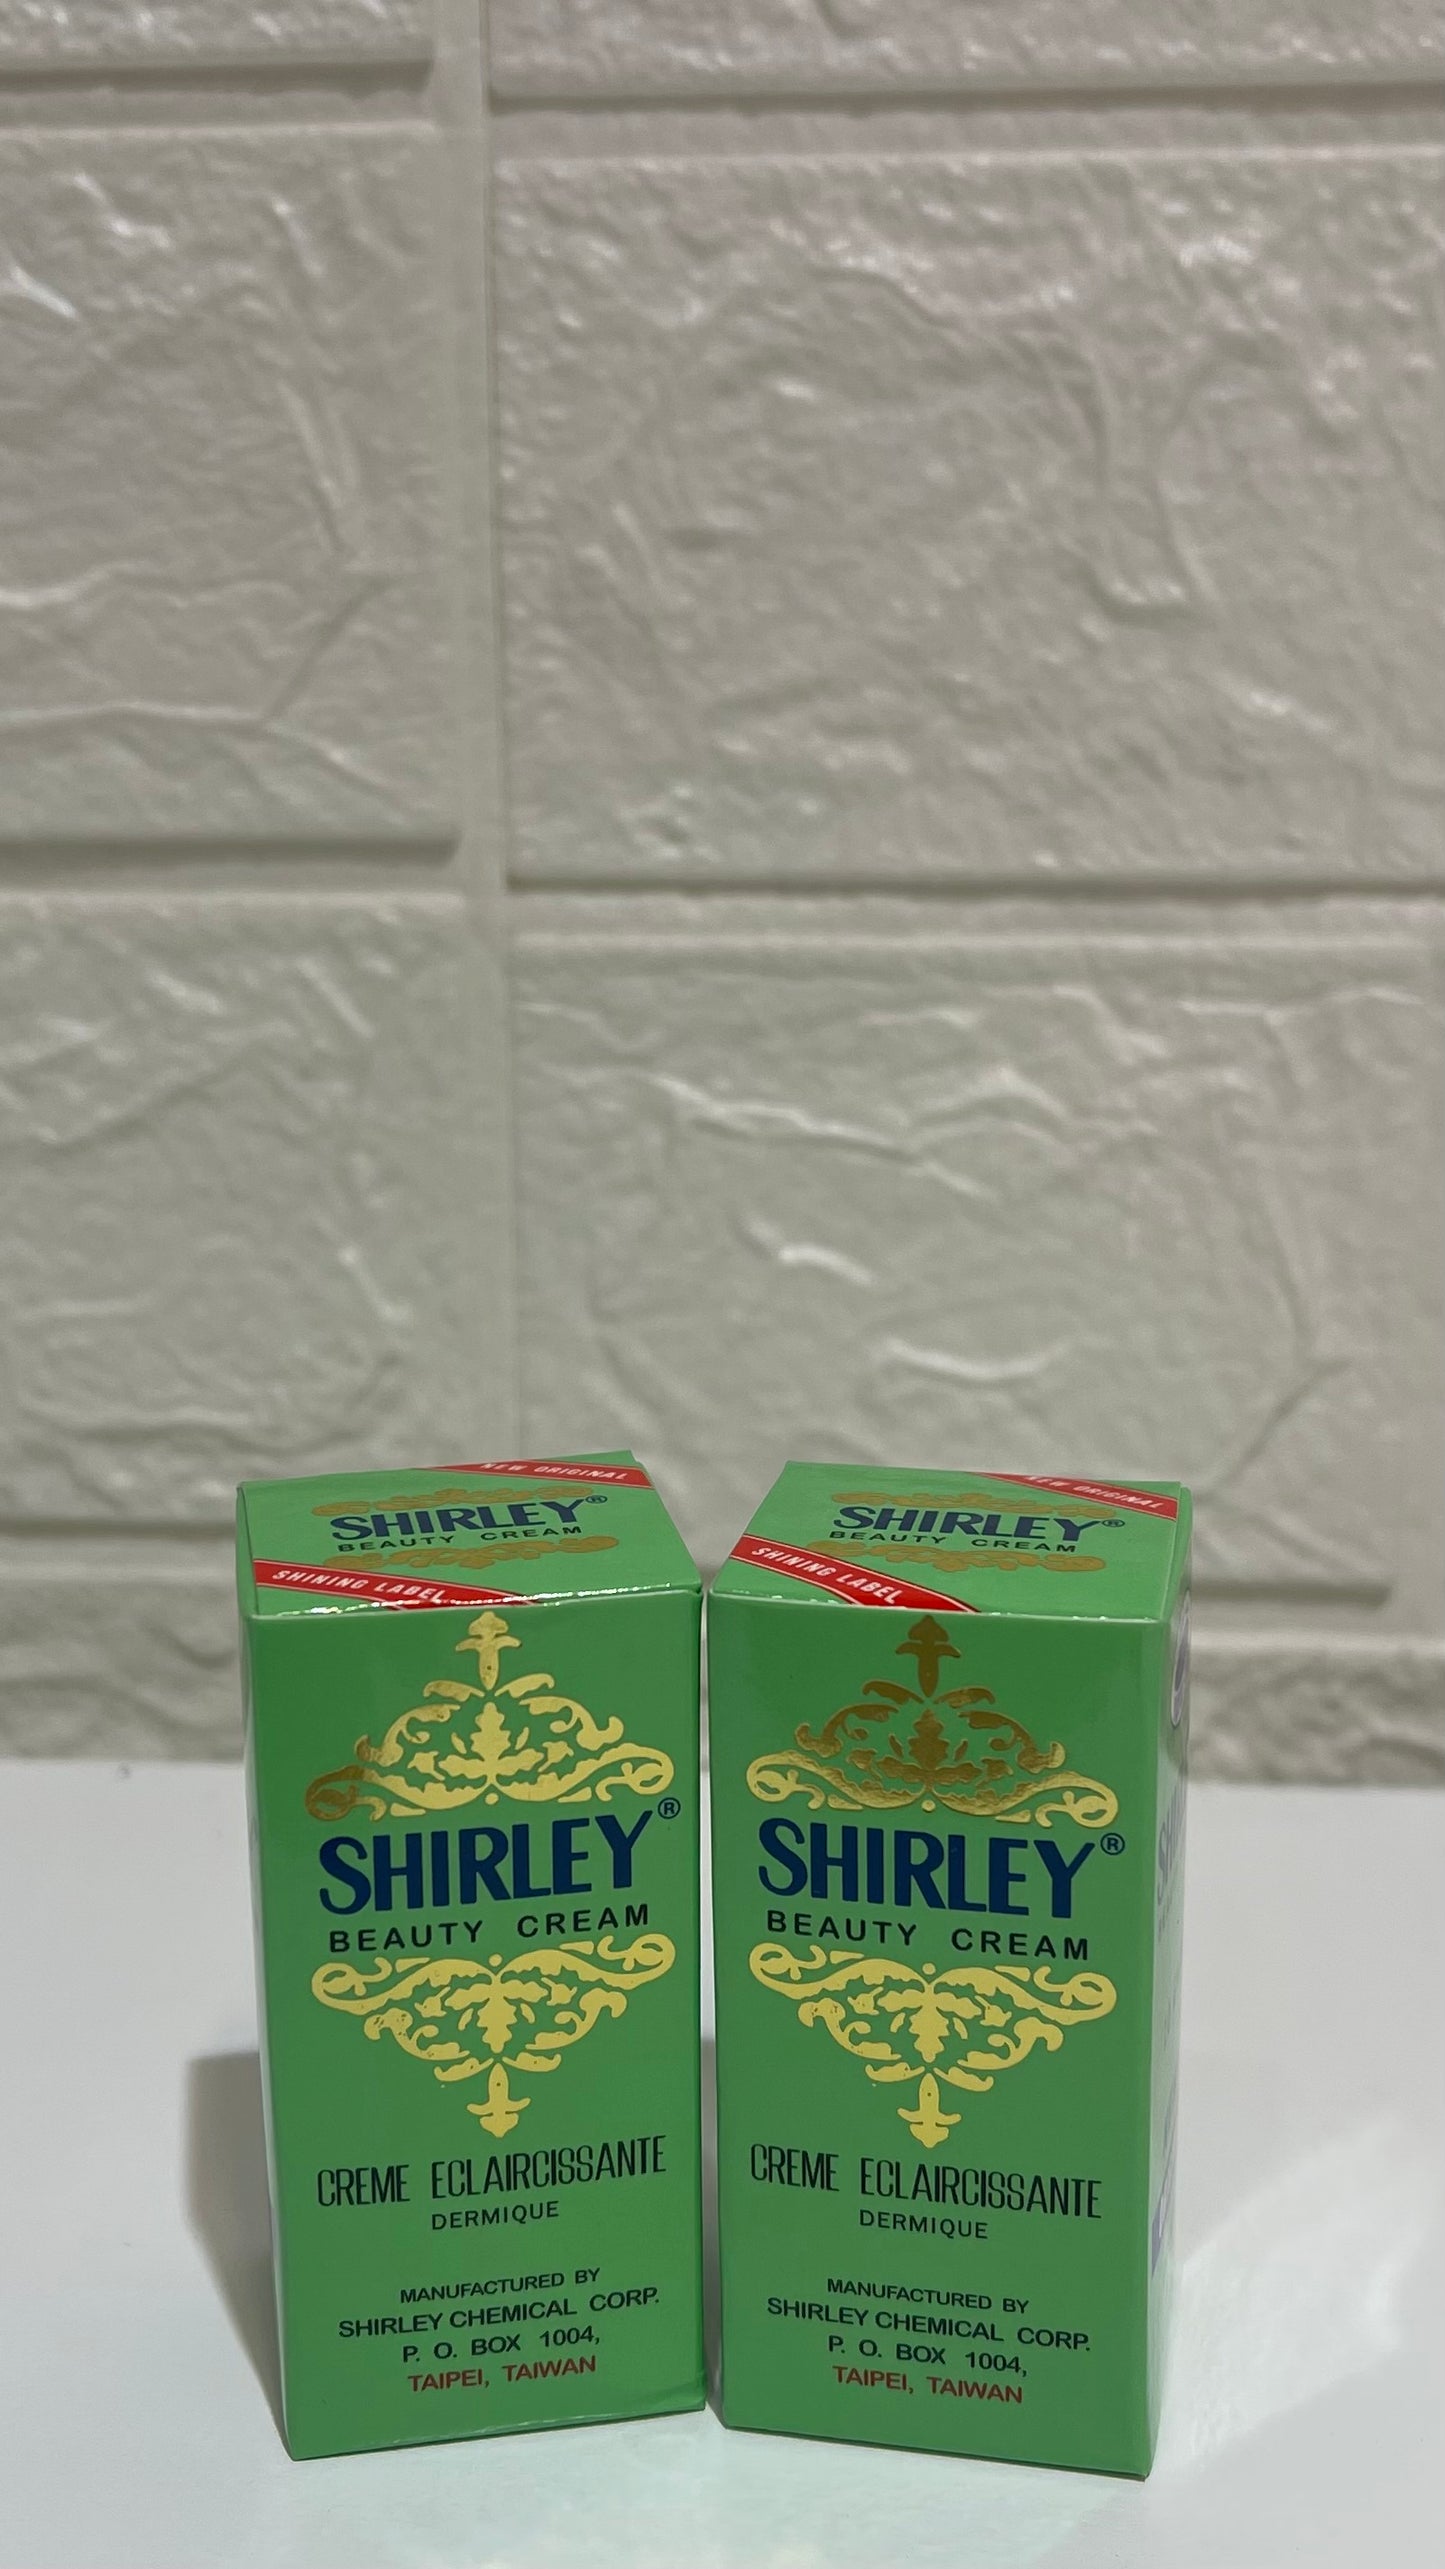 NEW ORIGINAL
SHIRLEY®
BEAUTY CREAM
SHINING LABEL
SHIRLEY®
BEAUTY CREAM
CREME ECLAIRCISSANTE
DERMIQUE
MANUFACTURED BY
SHIRLEY CHEMICAL CORP.
P. O. BOX 1004,
TAIPEI, TAIWAN
NEW ORIGINAL
SHIRLEY®
BEAUTY CREAM
SHINING LABEL
SHIRLEY®
BEAUTY CREAM
CREME ECLAIRCISSANTE
DERMIQUE
MANUFACTURED BY
SHIRLEY CHEMICAL CORP.
P. O. BOX 1004,
TAIPEI, TAIWAN